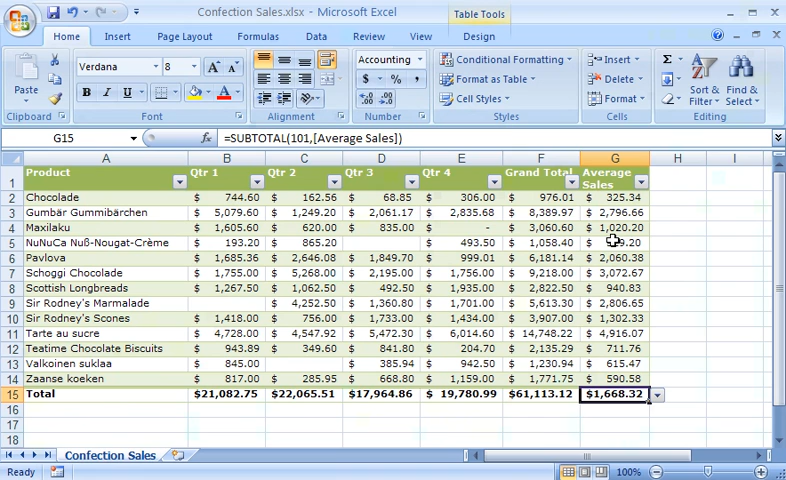 Confection Sales.xlsx - Microsoft Excel
Table Tools
Home Insert Page Layout Formulas Data Review View Design
Paste
Clipboard
Verdana 8
B I U
Font
Alignment
Accounting
$ % ,
Number
Conditional Formatting
Format as Table
Cell Styles
Styles
Insert
Delete
Format
Cells
Σ
Sort & Filter
Find & Select
Editing
G15 fx =SUBTOTAL(101,[Average Sales])
A B C D E F G H I J
1 Product Qtr 1 Qtr 2 Qtr 3 Qtr 4 Grand Total Average Sales
2 Chocolade $ 744.60 $ 162.56 $ 68.85 $ 306.00 $ 976.01 $ 325.34
3 Gumbär Gummibärchen $ 5,079.60 $ 1,249.20 $ 2,061.17 $ 2,835.68 $ 8,389.97 $ 2,796.66
4 Maxilaku $ 1,605.60 $ 620.00 $ 835.00 $ - $ 3,060.60 $ 1,020.20
5 NuNuCa Nuß-Nougat-Crème $ 193.20 $ 865.20 $ 493.50 $ 1,058.40 $ 9.20
6 Pavlova $ 1,685.36 $ 2,646.08 $ 1,849.70 $ 999.01 $ 6,181.14 $ 2,060.38
7 Schoggi Chocolade $ 1,755.00 $ 5,268.00 $ 2,195.00 $ 1,756.00 $ 9,218.00 $ 3,072.67
8 Scottish Longbreads $ 1,267.50 $ 1,062.50 $ 492.50 $ 1,935.00 $ 2,822.50 $ 940.83
9 Sir Rodney's Marmalade $ 4,252.50 $ 1,360.80 $ 1,701.00 $ 5,613.30 $ 2,806.65
10 Sir Rodney's Scones $ 1,418.00 $ 756.00 $ 1,733.00 $ 1,434.00 $ 3,907.00 $ 1,302.33
11 Tarte au sucre $ 4,728.00 $ 4,547.92 $ 5,472.30 $ 6,014.60 $ 14,748.22 $ 4,916.07
12 Teatime Chocolate Biscuits $ 943.89 $ 349.60 $ 841.80 $ 204.70 $ 2,135.29 $ 711.76
13 Valkoinen suklaa $ 845.00 $ 385.94 $ 942.50 $ 1,230.94 $ 615.47
14 Zaanse koeken $ 817.00 $ 285.95 $ 668.80 $ 1,159.00 $ 1,771.75 $ 590.58
15 Total $21,082.75 $22,065.51 $17,964.86 $ 19,780.99 $61,113.12 $1,668.32
16
17
18
Confection Sales
Ready 100%